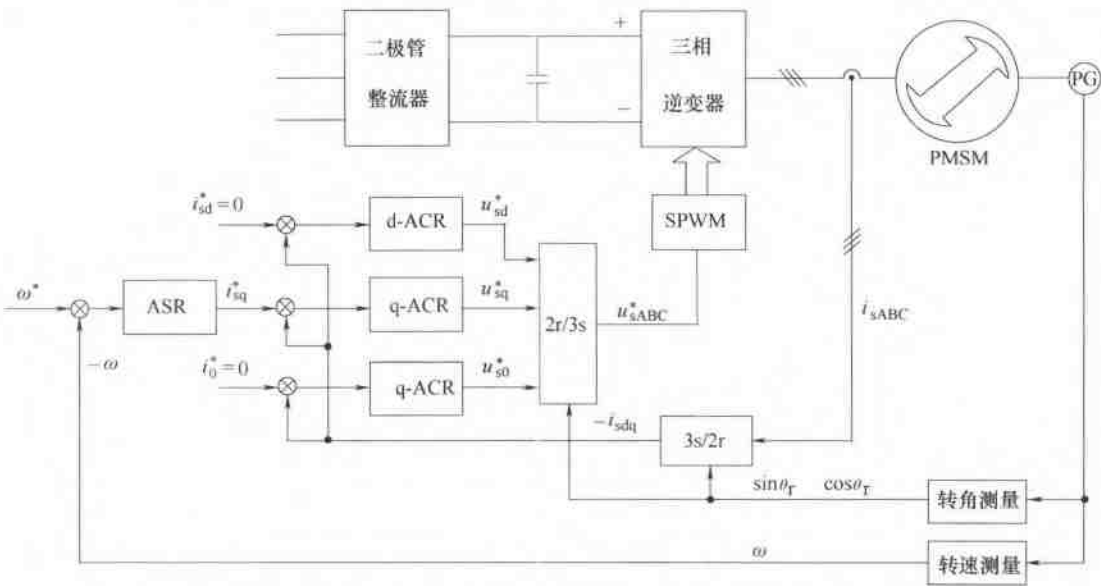 二极管
整流器
+
−
三相
逆变器
PMSM
PG
SPWM
i*sd=0
d-ACR
u*sd
ω*
ASR
i*sq
q-ACR
u*sq
2r/3s
u*sABC
isABC
−ω
i*0=0
q-ACR
u*s0
−isdq
3s/2r
sinθr cosθr
转角测量
ω
转速测量